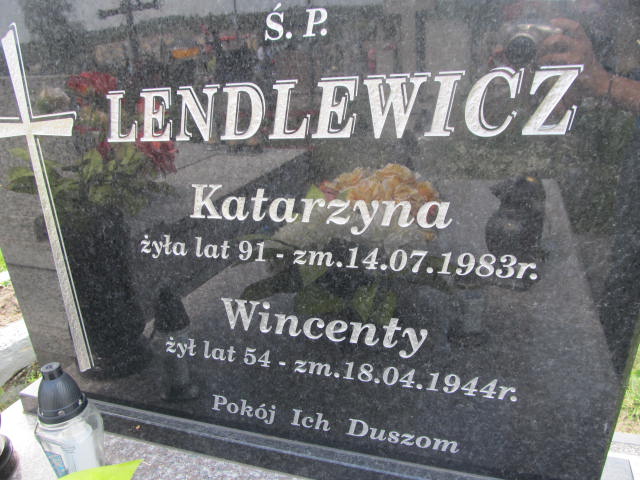 Ś. P.
LENDLEWICZ
Katarzyna
żyła lat 91 - zm.14.07.1983r.
Wincenty
żył lat 54 - zm.18.04.1944r.
Pokój Ich Duszom